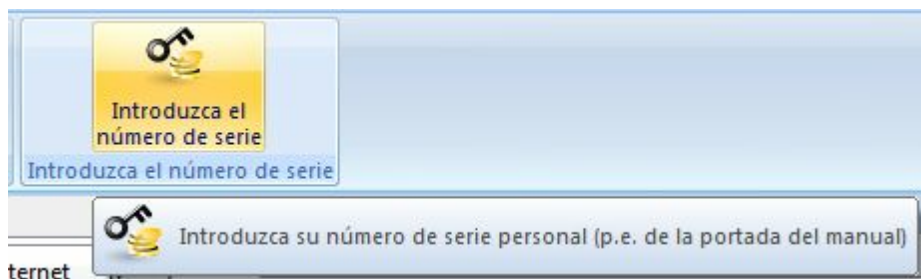 Introduzca el
número de serie
Introduzca el número de serie
Introduzca su número de serie personal (p.e. de la portada del manual)
ternet